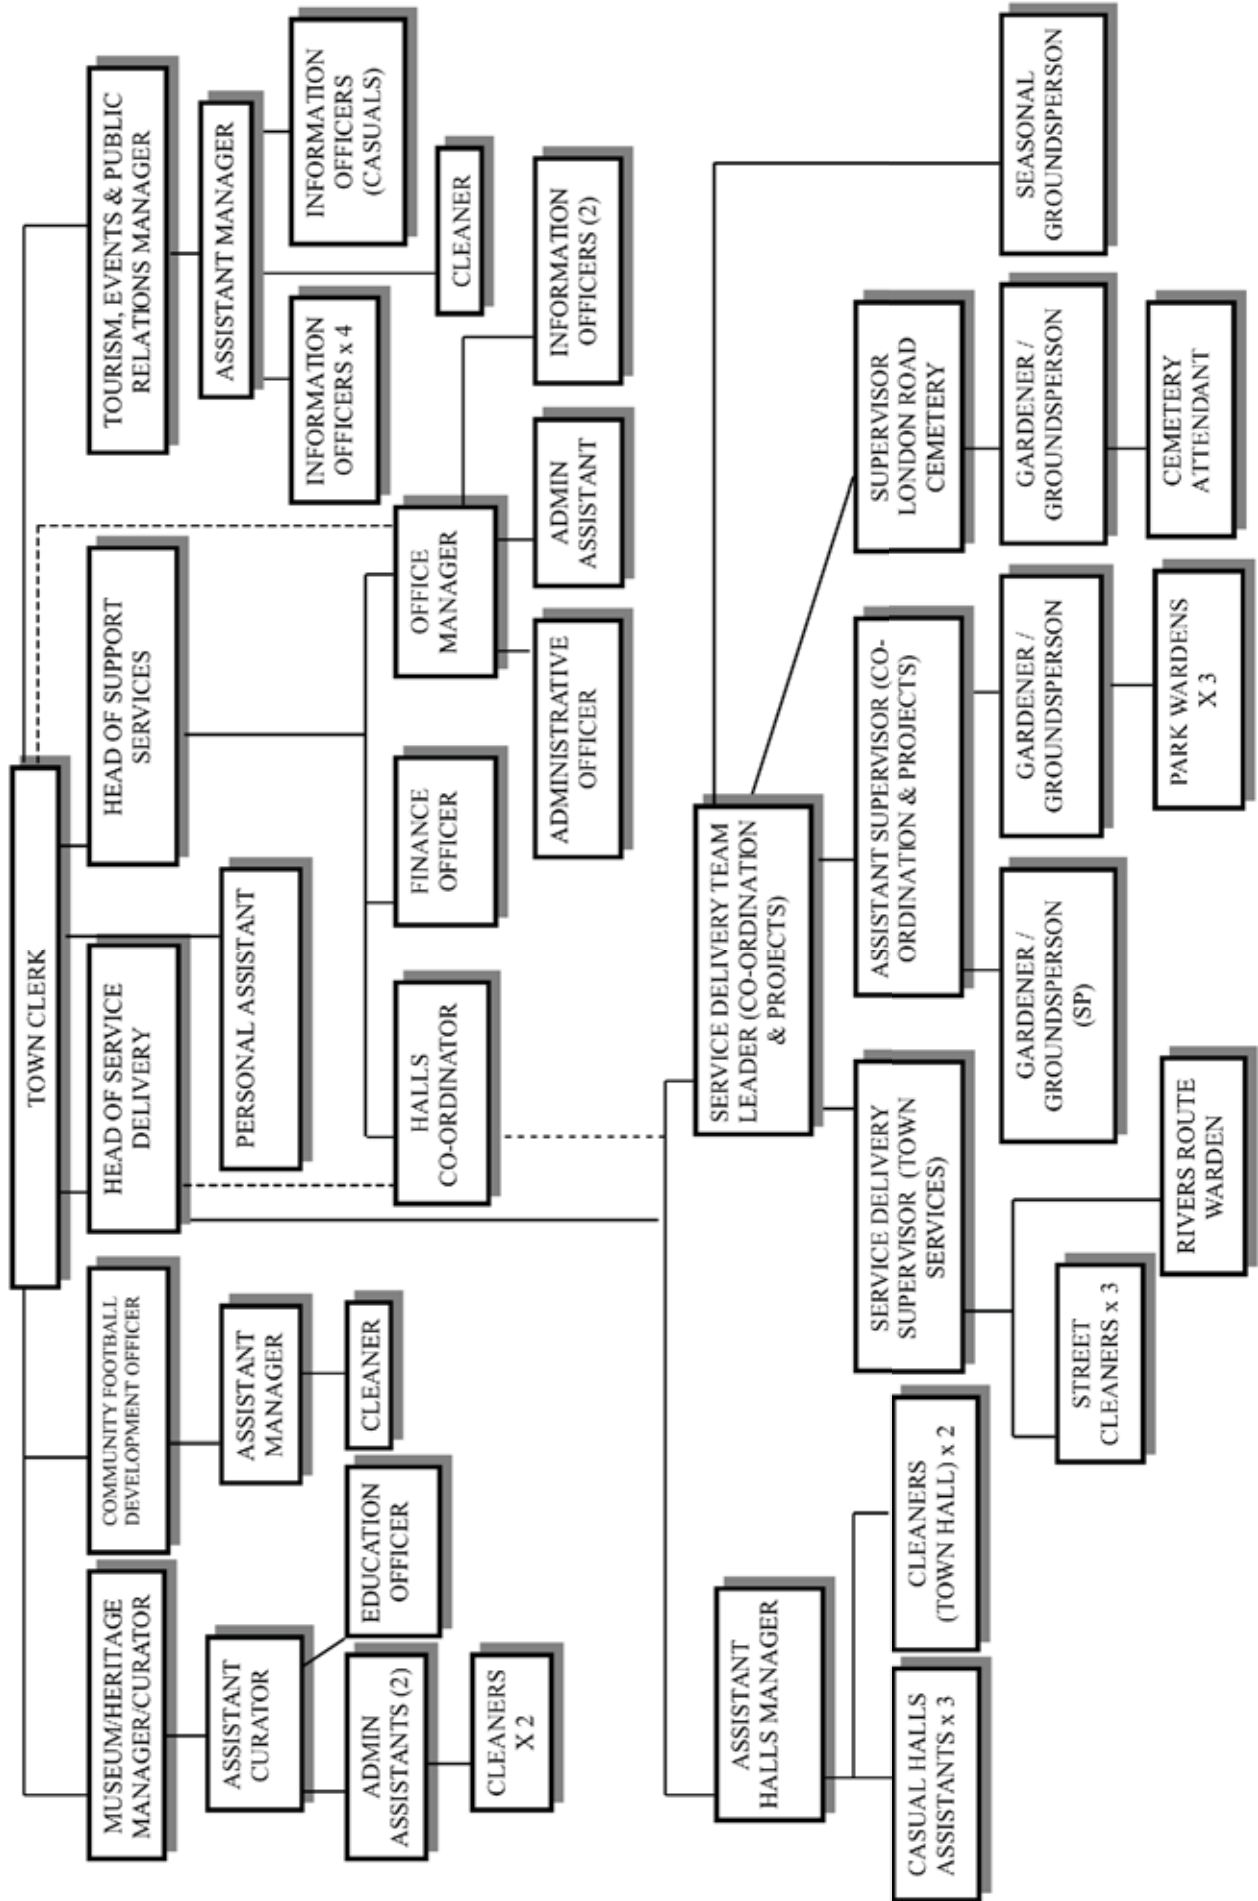 TOWN CLERK
MUSEUM/HERITAGE
MANAGER/CURATOR
COMMUNITY FOOTBALL
DEVELOPMENT OFFICER
HEAD OF SERVICE
DELIVERY
HEAD OF SUPPORT
SERVICES
TOURISM, EVENTS & PUBLIC
RELATIONS MANAGER
ASSISTANT
CURATOR
ASSISTANT
MANAGER
PERSONAL ASSISTANT
ASSISTANT MANAGER
ADMIN
ASSISTANTS (2)
EDUCATION
OFFICER
CLEANER
INFORMATION
OFFICERS x 4
INFORMATION
OFFICERS
(CASUALS)
HALLS
CO-ORDINATOR
FINANCE
OFFICER
OFFICE
MANAGER
CLEANER
CLEANERS
X 2
ADMINISTRATIVE
OFFICER
ADMIN
ASSISTANT
INFORMATION
OFFICERS (2)
ASSISTANT
HALLS MANAGER
SERVICE DELIVERY TEAM
LEADER (CO-ORDINATION
& PROJECTS)
CASUAL HALLS
ASSISTANTS x 3
CLEANERS
(TOWN HALL) x 2
SERVICE DELIVERY
SUPERVISOR (TOWN
SERVICES)
ASSISTANT SUPERVISOR (CO-
ORDINATION & PROJECTS)
SUPERVISOR
LONDON ROAD
CEMETERY
GARDENER /
GROUNDSPERSON
(SP)
GARDENER /
GROUNDSPERSON
GARDENER /
GROUNDSPERSON
SEASONAL
GROUNDSPERSON
STREET
CLEANERS x 3
RIVERS ROUTE
WARDEN
PARK WARDENS
X 3
CEMETERY
ATTENDANT